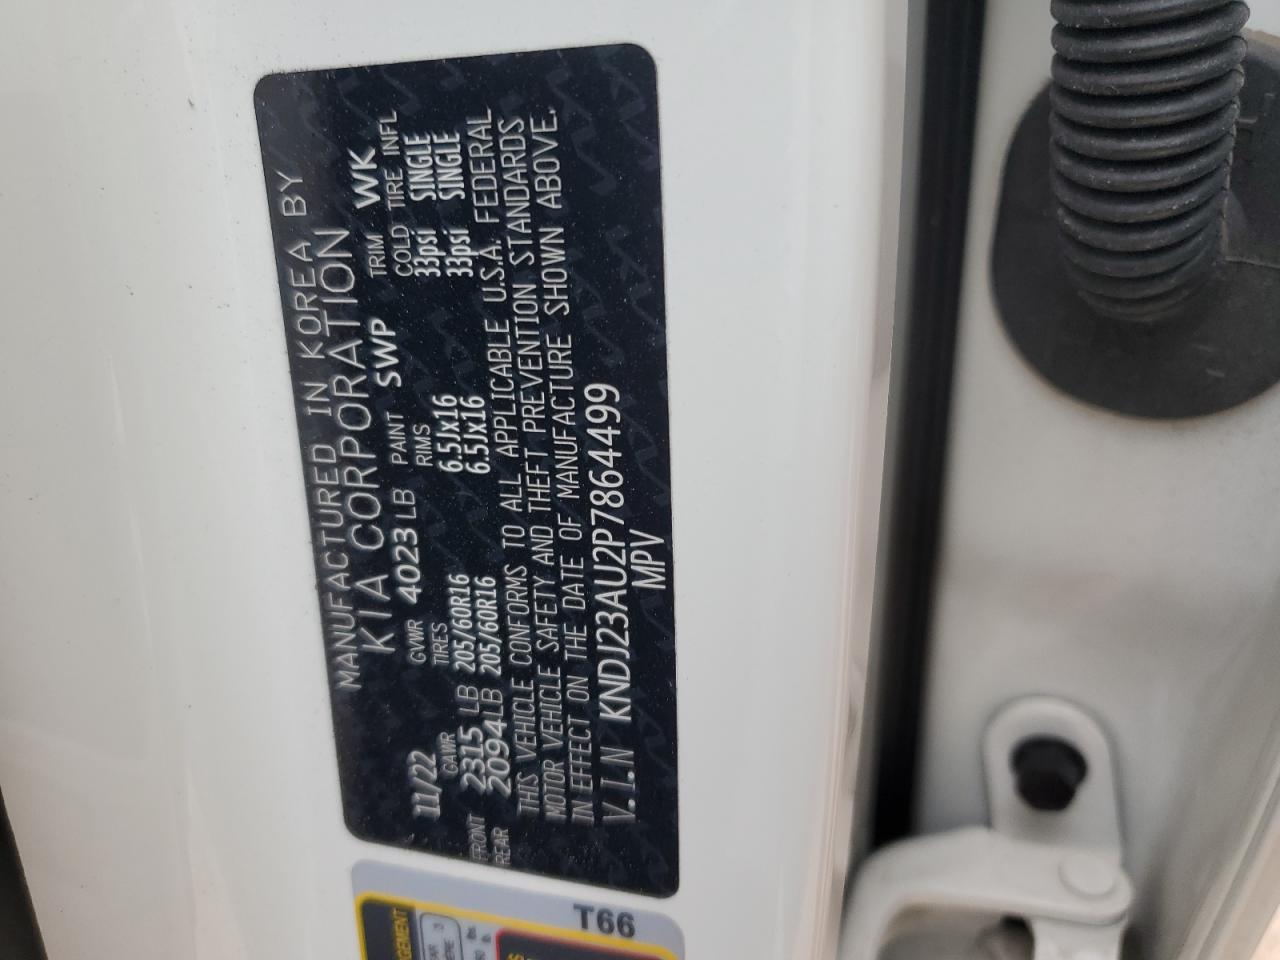 MANUFACTURED IN KOREA BY
KIA CORPORATION
11/22 GVWR 4023 LB PAINT SWP TRIM WK
GAWR TIRES RIMS COLD TIRE INFL
FRONT 2315 LB 205/60R16 6.5Jx16 33psi SINGLE
REAR 2094 LB 205/60R16 6.5Jx16 33psi SINGLE
THIS VEHICLE CONFORMS TO ALL APPLICABLE U.S.A. FEDERAL
MOTOR VEHICLE SAFETY AND THEFT PREVENTION STANDARDS
IN EFFECT ON THE DATE OF MANUFACTURE SHOWN ABOVE.
V.I.N KNDJ23AU2P7864499
MPV
T66